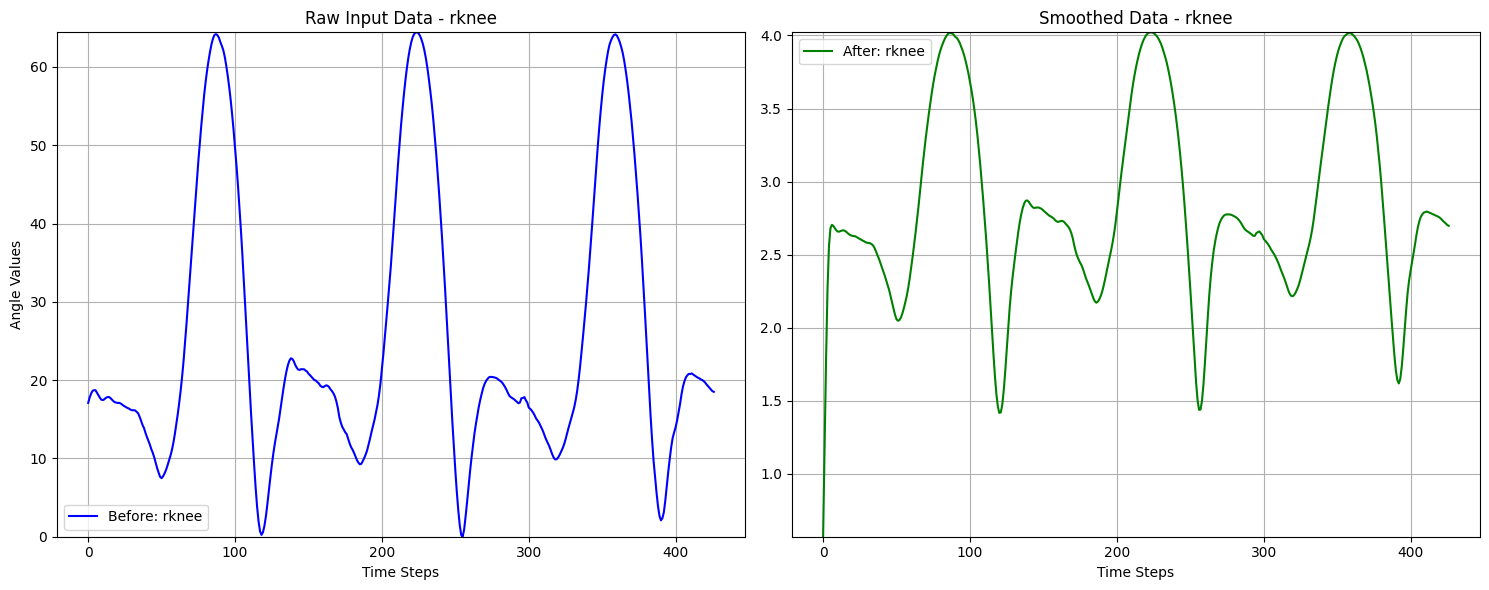 Raw Input Data - rknee
Angle Values
60
50
40
30
20
10
0
Before: rknee
0 100 200 300 400
Time Steps
Smoothed Data - rknee
After: rknee
4.0
3.5
3.0
2.5
2.0
1.5
1.0
0 100 200 300 400
Time Steps